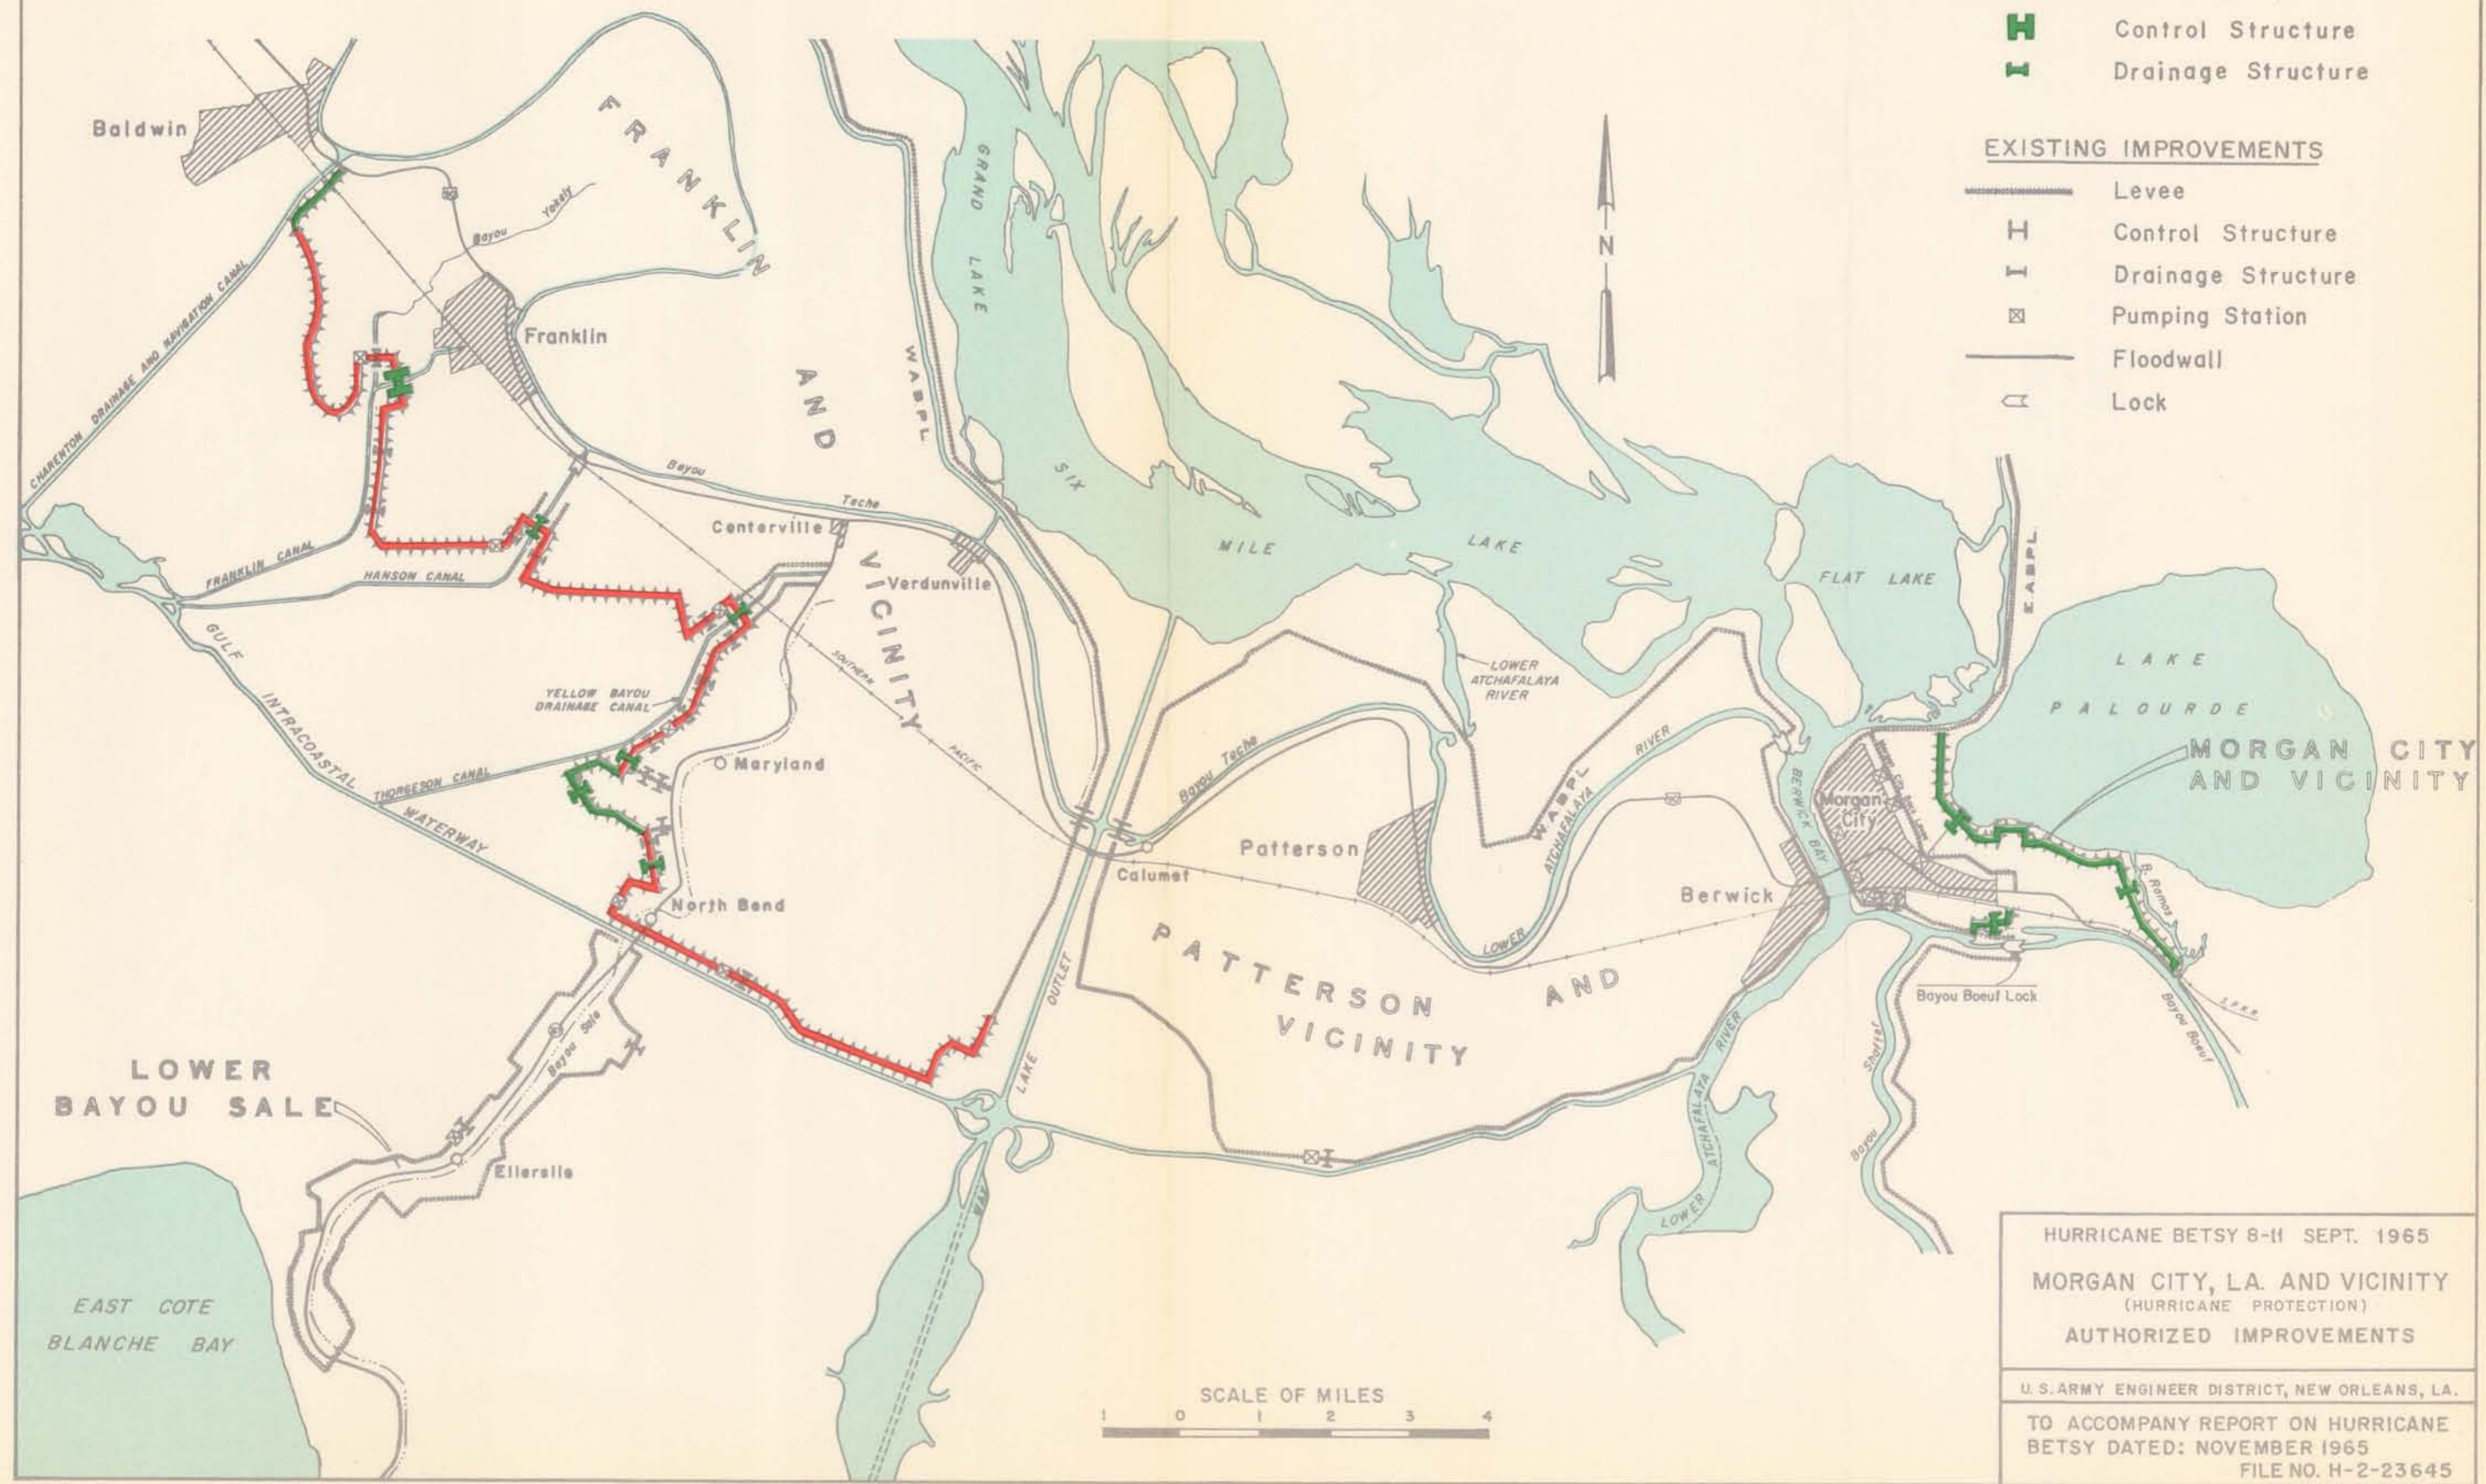 Control Structure
Drainage Structure
EXISTING IMPROVEMENTS
Levee
Control Structure
Drainage Structure
Pumping Station
Floodwall
Lock
N
Baldwin
90
FRANKLIN
AND
VICINITY
Bayou Yokely
Franklin
CHARENTON DRAINAGE AND NAVIGATION CANAL
GRAND LAKE
W.A.B.P.L.
SIX MILE LAKE
Bayou Teche
Centerville
Verdunville
FRANKLIN CANAL
HANSON CANAL
FLAT LAKE
E.A.B.P.L.
LAKE
PALOURDE
MORGAN CITY
AND VICINITY
LOWER
ATCHAFALAYA
RIVER
GULF INTRACOASTAL WATERWAY
YELLOW BAYOU
DRAINAGE CANAL
SOUTHERN PACIFIC
THORGESON CANAL
Maryland
Bayou Teche
W.A.B.P.L.
LOWER ATCHAFALAYA RIVER
BERWICK BAY
Morgan
City
Patterson
Calumet
Berwick
B. Ramos
North Bend
PATTERSON AND
VICINITY
LAKE OUTLET
Bayou Boeuf Lock
Bayou Boeuf
S.P.R.R.
Bayou Shaffer
LOWER
BAYOU SALE
Bayou Sale
Ellerslie
LOWER ATCHAFALAYA RIVER
WAX
EAST COTE
BLANCHE BAY
SCALE OF MILES
1 0 1 2 3 4
HURRICANE BETSY 8-11 SEPT. 1965
MORGAN CITY, LA. AND VICINITY
(HURRICANE PROTECTION)
AUTHORIZED IMPROVEMENTS
U.S. ARMY ENGINEER DISTRICT, NEW ORLEANS, LA.
TO ACCOMPANY REPORT ON HURRICANE
BETSY DATED: NOVEMBER 1965
FILE NO. H-2-23645